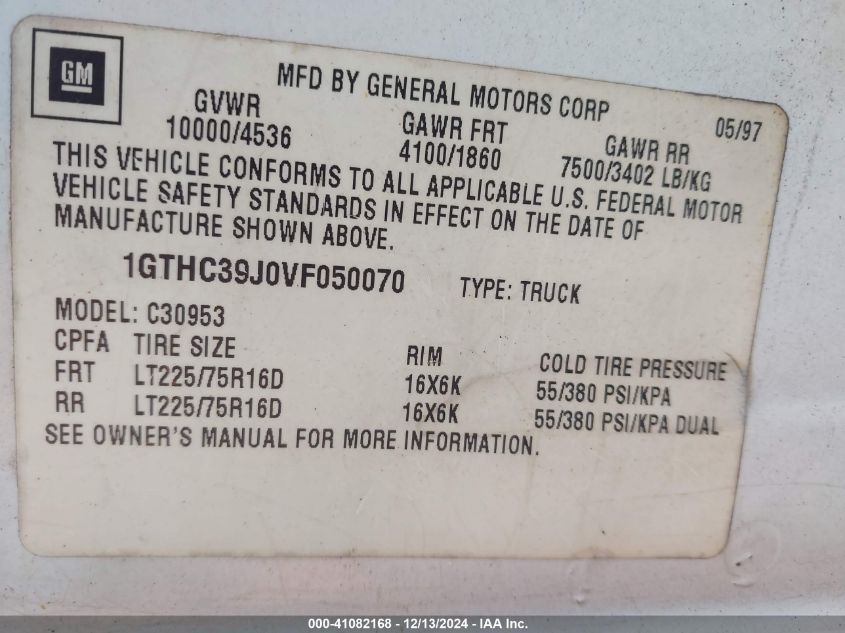 GM
MFD BY GENERAL MOTORS CORP 05/97
GVWR GAWR FRT GAWR RR
10000/4536 4100/1860 7500/3402 LB/KG
THIS VEHICLE CONFORMS TO ALL APPLICABLE U.S. FEDERAL MOTOR
VEHICLE SAFETY STANDARDS IN EFFECT ON THE DATE OF
MANUFACTURE SHOWN ABOVE.
1GTHC39J0VF050070 TYPE: TRUCK
MODEL: C30953
CPFA TIRE SIZE RIM COLD TIRE PRESSURE
FRT LT225/75R16D 16X6K 55/380 PSI/KPA
RR LT225/75R16D 16X6K 55/380 PSI/KPA DUAL
SEE OWNER'S MANUAL FOR MORE INFORMATION.
000-41082168 - 12/13/2024 - IAA Inc.